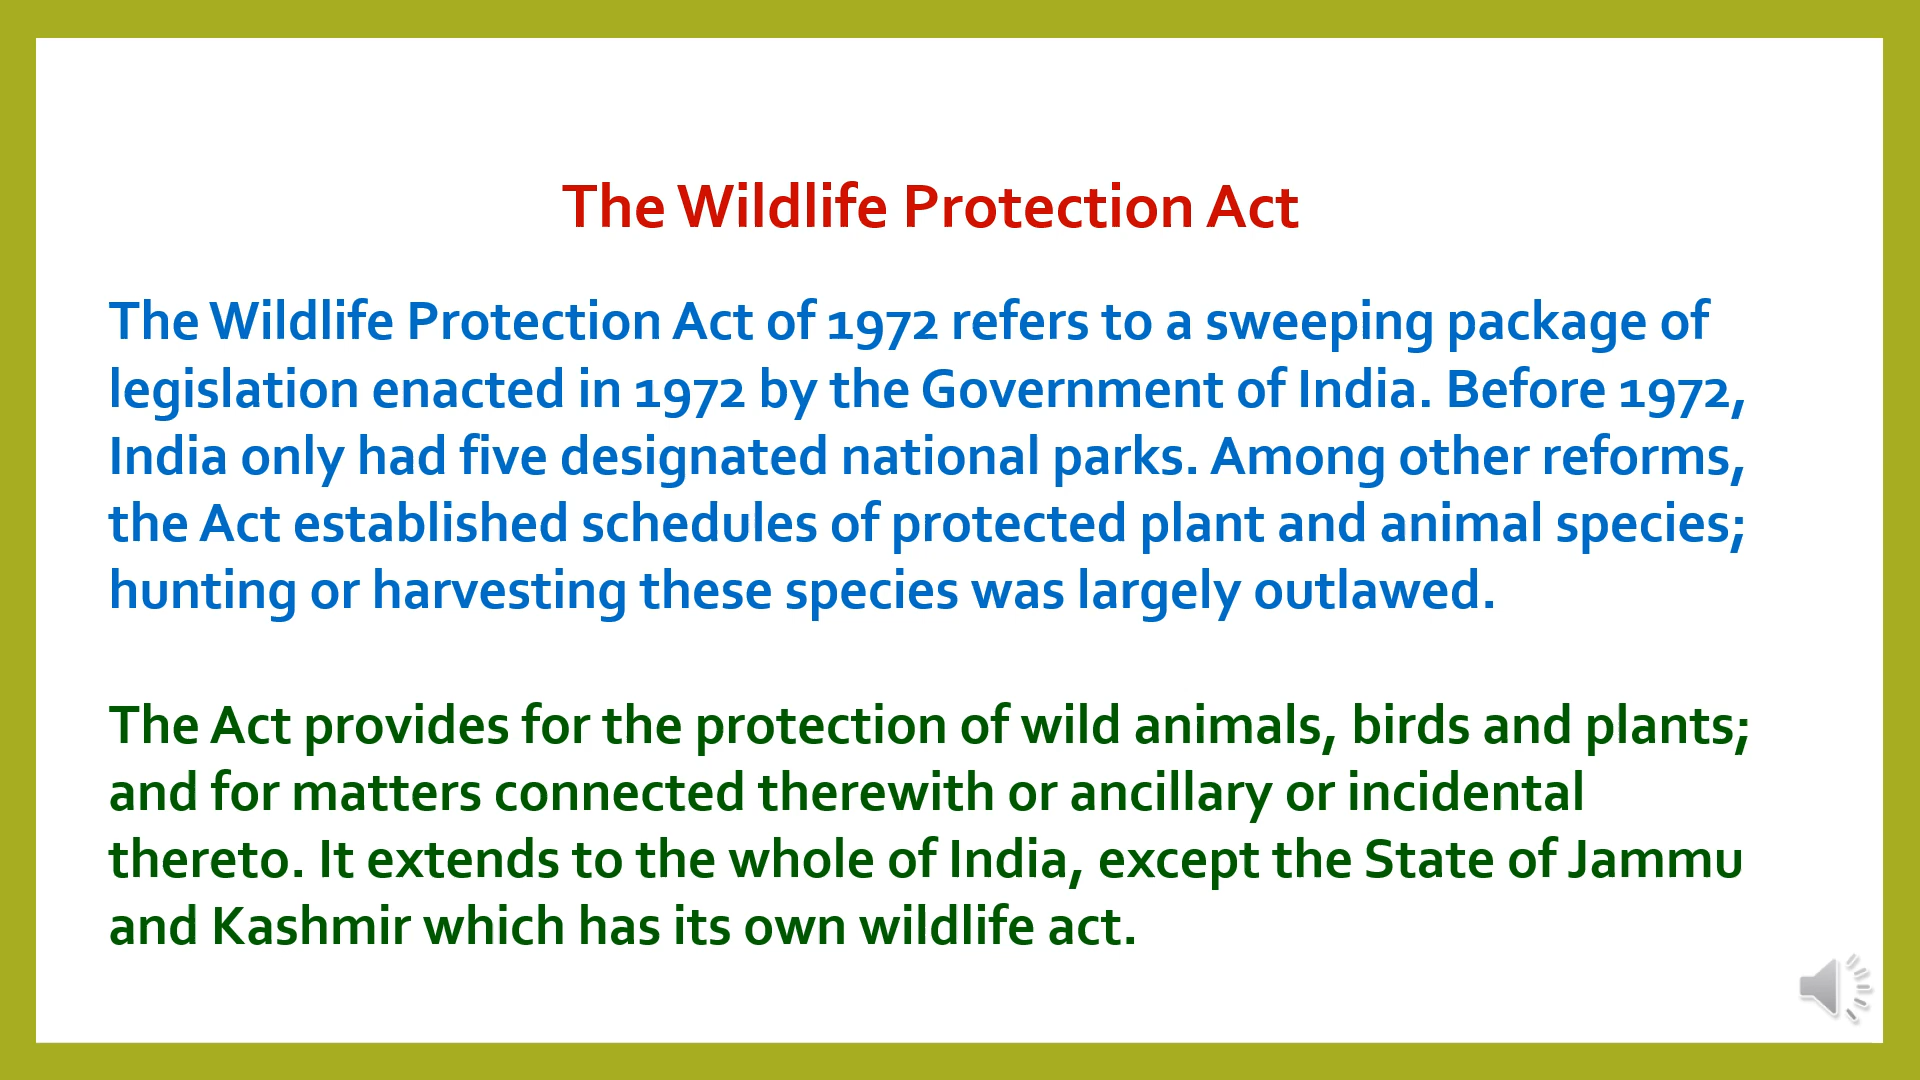 The Wildlife Protection Act
The Wildlife Protection Act of 1972 refers to a sweeping package of
legislation enacted in 1972 by the Government of India. Before 1972,
India only had five designated national parks. Among other reforms,
the Act established schedules of protected plant and animal species;
hunting or harvesting these species was largely outlawed.
The Act provides for the protection of wild animals, birds and plants;
and for matters connected therewith or ancillary or incidental
thereto. It extends to the whole of India, except the State of Jammu
and Kashmir which has its own wildlife act.